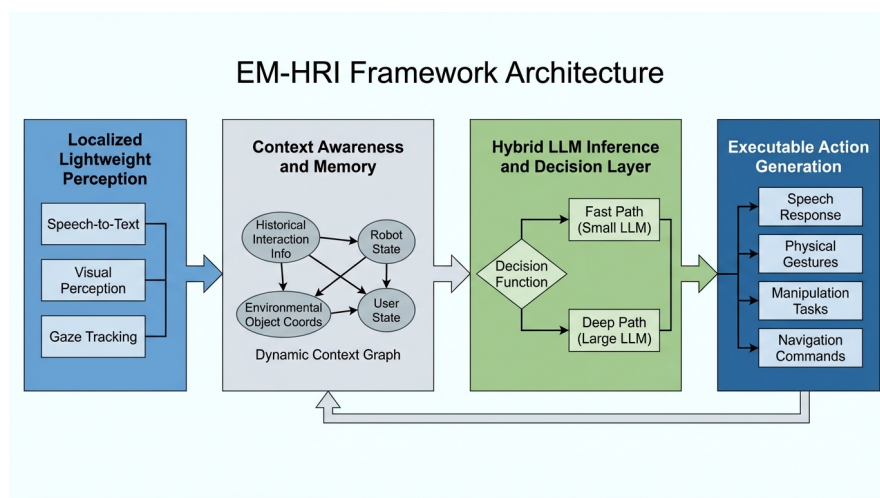 EM-HRI Framework Architecture
Localized
Lightweight
Perception
Speech-to-Text
Visual
Perception
Gaze Tracking
Context Awareness
and Memory
Historical
Interaction
Info
Robot
State
Environmental
Object Coords
User
State
Dynamic Context Graph
Hybrid LLM Inference
and Decision Layer
Decision
Function
Fast Path
(Small LLM)
Deep Path
(Large LLM)
Executable Action
Generation
Speech
Response
Physical
Gestures
Manipulation
Tasks
Navigation
Commands